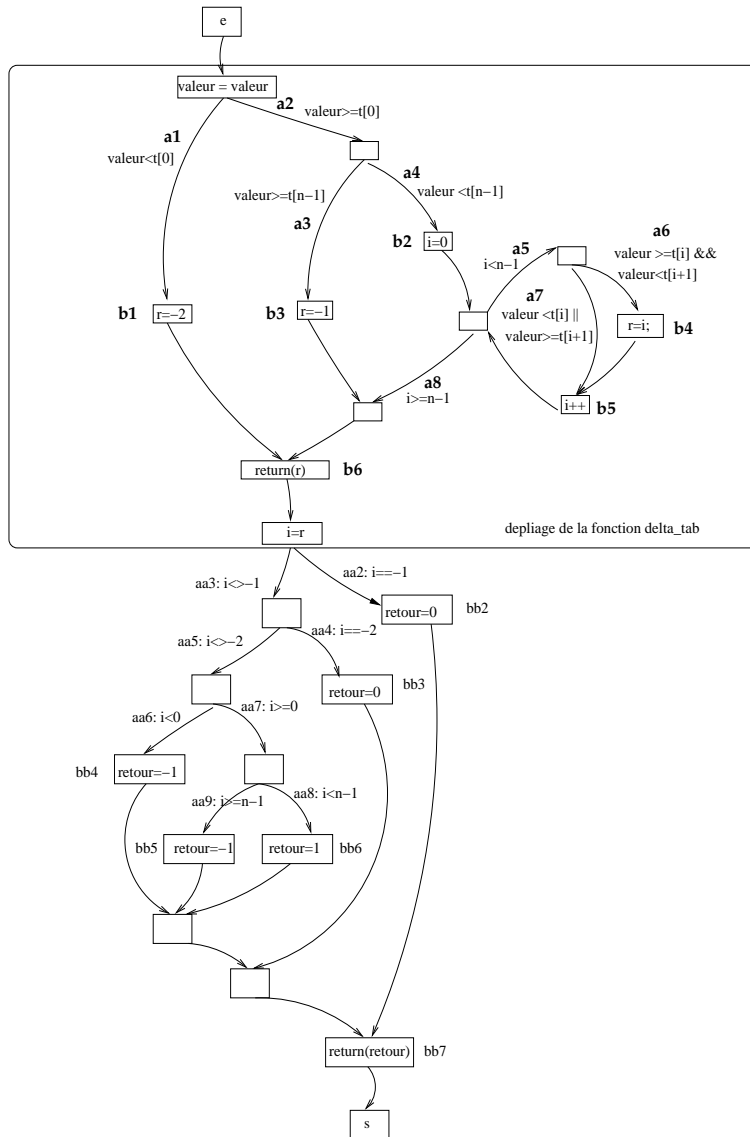 e
valeur = valeur
a2
valeur>=t[0]
a1
valeur<t[0]
a4
valeur <t[n−1]
valeur>=t[n−1]
a3
b2
i=0
a5
i<n−1
a6
valeur >=t[i] &&
valeur<t[i+1]
a7
valeur <t[i] ||
valeur>=t[i+1]
b1
r=−2
b3
r=−1
r=i;
b4
a8
i>=n−1
i++
b5
return(r)
b6
i=r
depliage de la fonction delta_tab
aa3: i<>−1
aa2: i==−1
retour=0
bb2
aa5: i<>−2
aa4: i==−2
retour=0
bb3
aa6: i<0
aa7: i>=0
bb4
retour=−1
aa9: i>=n−1
aa8: i<n−1
bb5
retour=−1
retour=1
bb6
return(retour)
bb7
s